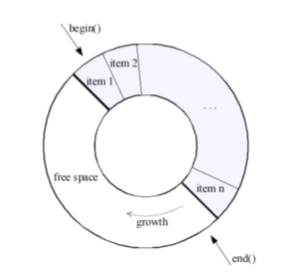 begin()
item 2
item 1
...
free space
item n
growth
end()